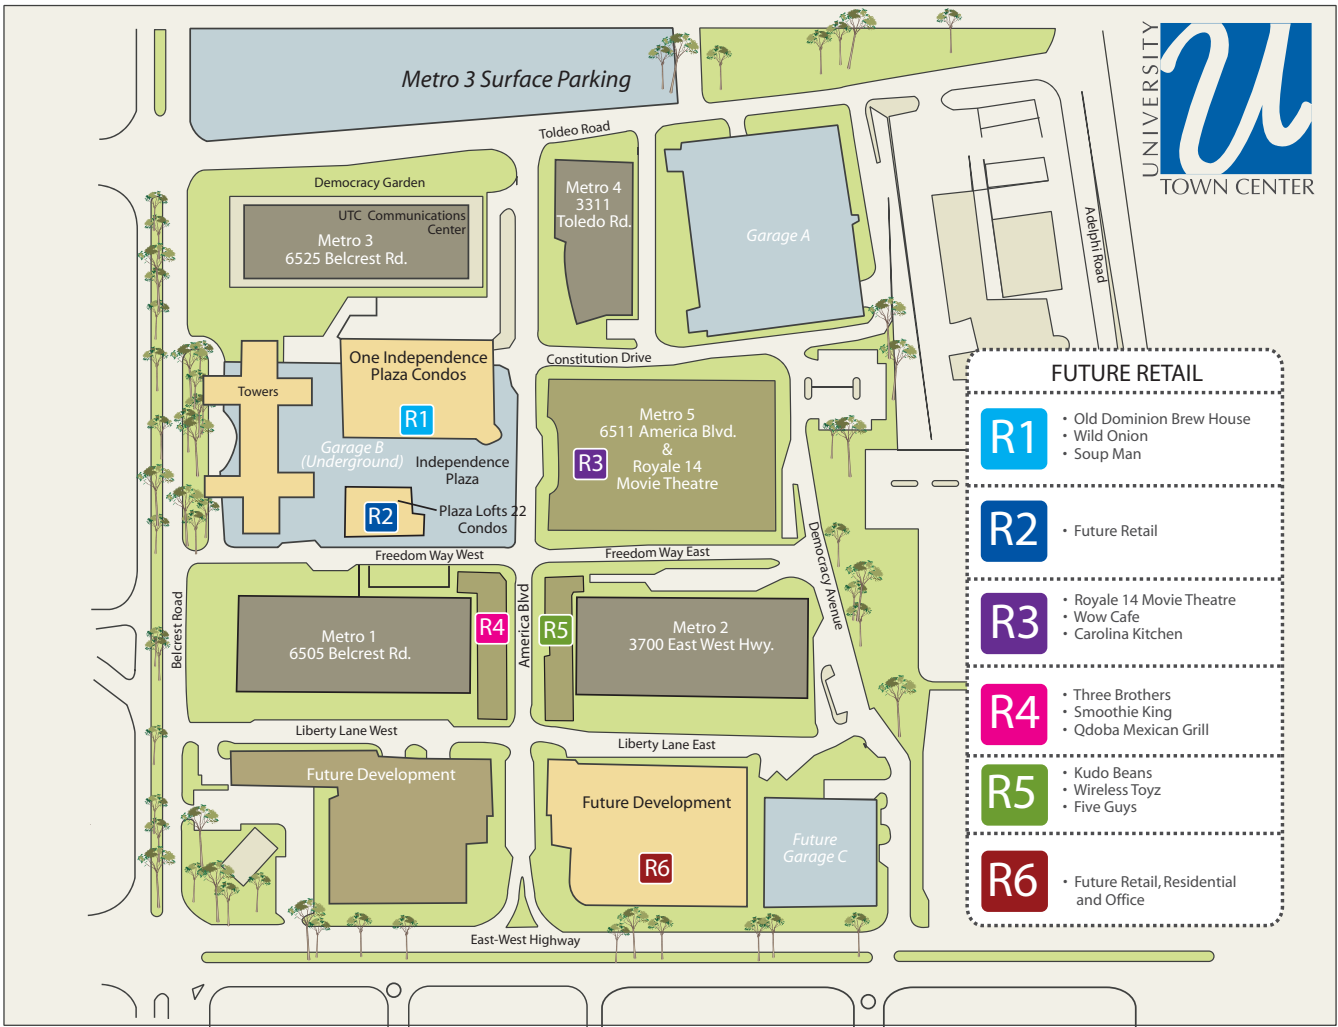 Metro 3 Surface Parking
UNIVERSITY
U
TOWN CENTER
Toldeo Road
Democracy Garden
UTC Communications
Center
Metro 3
6525 Belcrest Rd.
Metro 4
3311
Toledo Rd.
Garage A
Adelphi Road
Constitution Drive
One Independence
Plaza Condos
Towers
R1
Garage B
(Underground)
Independence
Plaza
R2
Plaza Lofts 22
Condos
Metro 5
6511 America Blvd.
&
Royale 14
Movie Theatre
R3
Freedom Way West
Freedom Way East
Democracy Avenue
Belcrest Road
America Blvd
Metro 1
6505 Belcrest Rd.
R4
R5
Metro 2
3700 East West Hwy.
Liberty Lane West
Liberty Lane East
Future Development
Future Development
R6
Future
Garage C
East-West Highway
FUTURE RETAIL
R1
• Old Dominion Brew House
• Wild Onion
• Soup Man
R2
• Future Retail
R3
• Royale 14 Movie Theatre
• Wow Cafe
• Carolina Kitchen
R4
• Three Brothers
• Smoothie King
• Qdoba Mexican Grill
R5
• Kudo Beans
• Wireless Toyz
• Five Guys
R6
• Future Retail, Residential
and Office